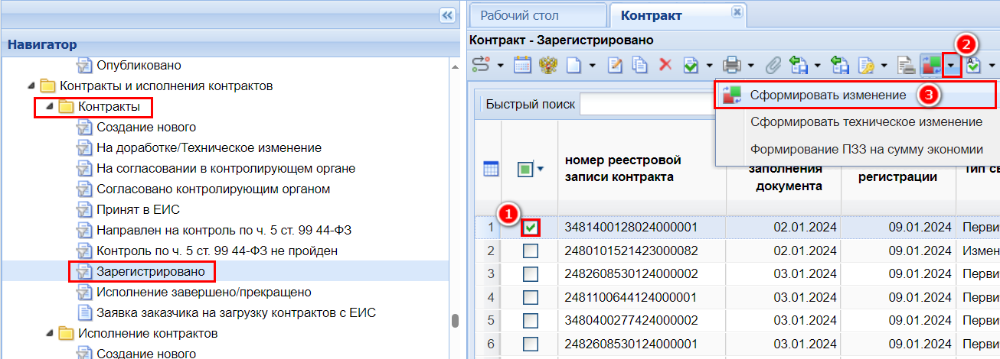 Навигатор
Опубликовано
Контракты и исполнения контрактов
Контракты
Создание нового
На доработке/Техническое изменение
На согласовании в контролирующем органе
Согласовано контролирующим органом
Принят в ЕИС
Направлен на контроль по ч. 5 ст. 99 44-ФЗ
Контроль по ч. 5 ст. 99 44-ФЗ не пройден
Зарегистрировано
Исполнение завершено/прекращено
Заявка заказчика на загрузку контрактов с ЕИС
Исполнение контрактов
Создание нового
Рабочий стол Контракт
Контракт - Зарегистрировано
2
Быстрый поиск
Сформировать изменение 3
Сформировать техническое изменение
Формирование ПЗЗ на сумму экономии
номер реестровой
записи контракта
заполнения
документа
регистрации
Тип св
1
1 3481400128024000001 02.01.2024 09.01.2024 Перви
2 2480101521423000082 02.01.2024 09.01.2024 Измен
3 2482608530124000002 03.01.2024 09.01.2024 Перви
4 2481100644124000001 03.01.2024 09.01.2024 Перви
5 3480400277424000002 03.01.2024 09.01.2024 Перви
6 2482608530124000001 03.01.2024 09.01.2024 Перви